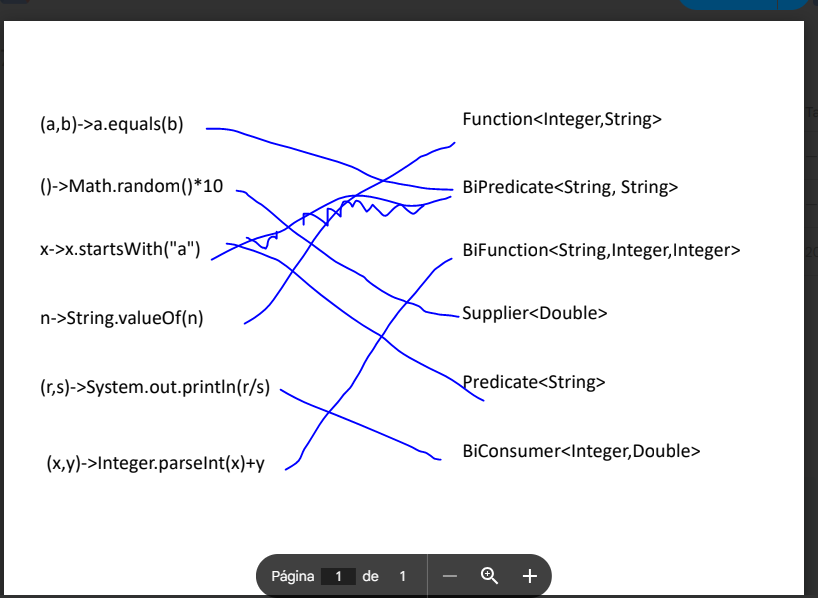 (a,b)->a.equals(b)
Function<Integer,String>
()->Math.random()*10
BiPredicate<String, String>
x->x.startsWith("a")
BiFunction<String,Integer,Integer>
n->String.valueOf(n)
Supplier<Double>
(r,s)->System.out.println(r/s)
Predicate<String>
(x,y)->Integer.parseInt(x)+y
BiConsumer<Integer,Double>
Página 1 de 1